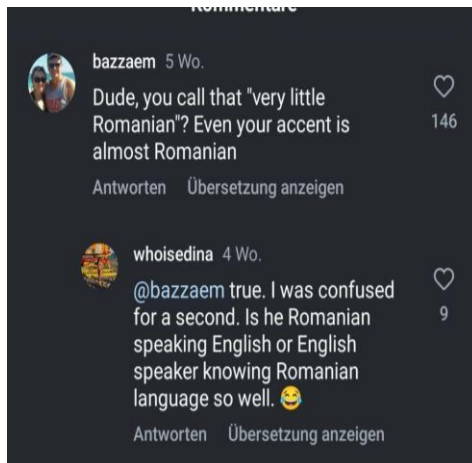 Kommentare
bazzaem 5 Wo.
Dude, you call that "very little
Romanian"? Even your accent is
almost Romanian
146
Antworten Übersetzung anzeigen
whoisedina 4 Wo.
@bazzaem true. I was confused
for a second. Is he Romanian
speaking English or English
speaker knowing Romanian
language so well. 😂
9
Antworten Übersetzung anzeigen